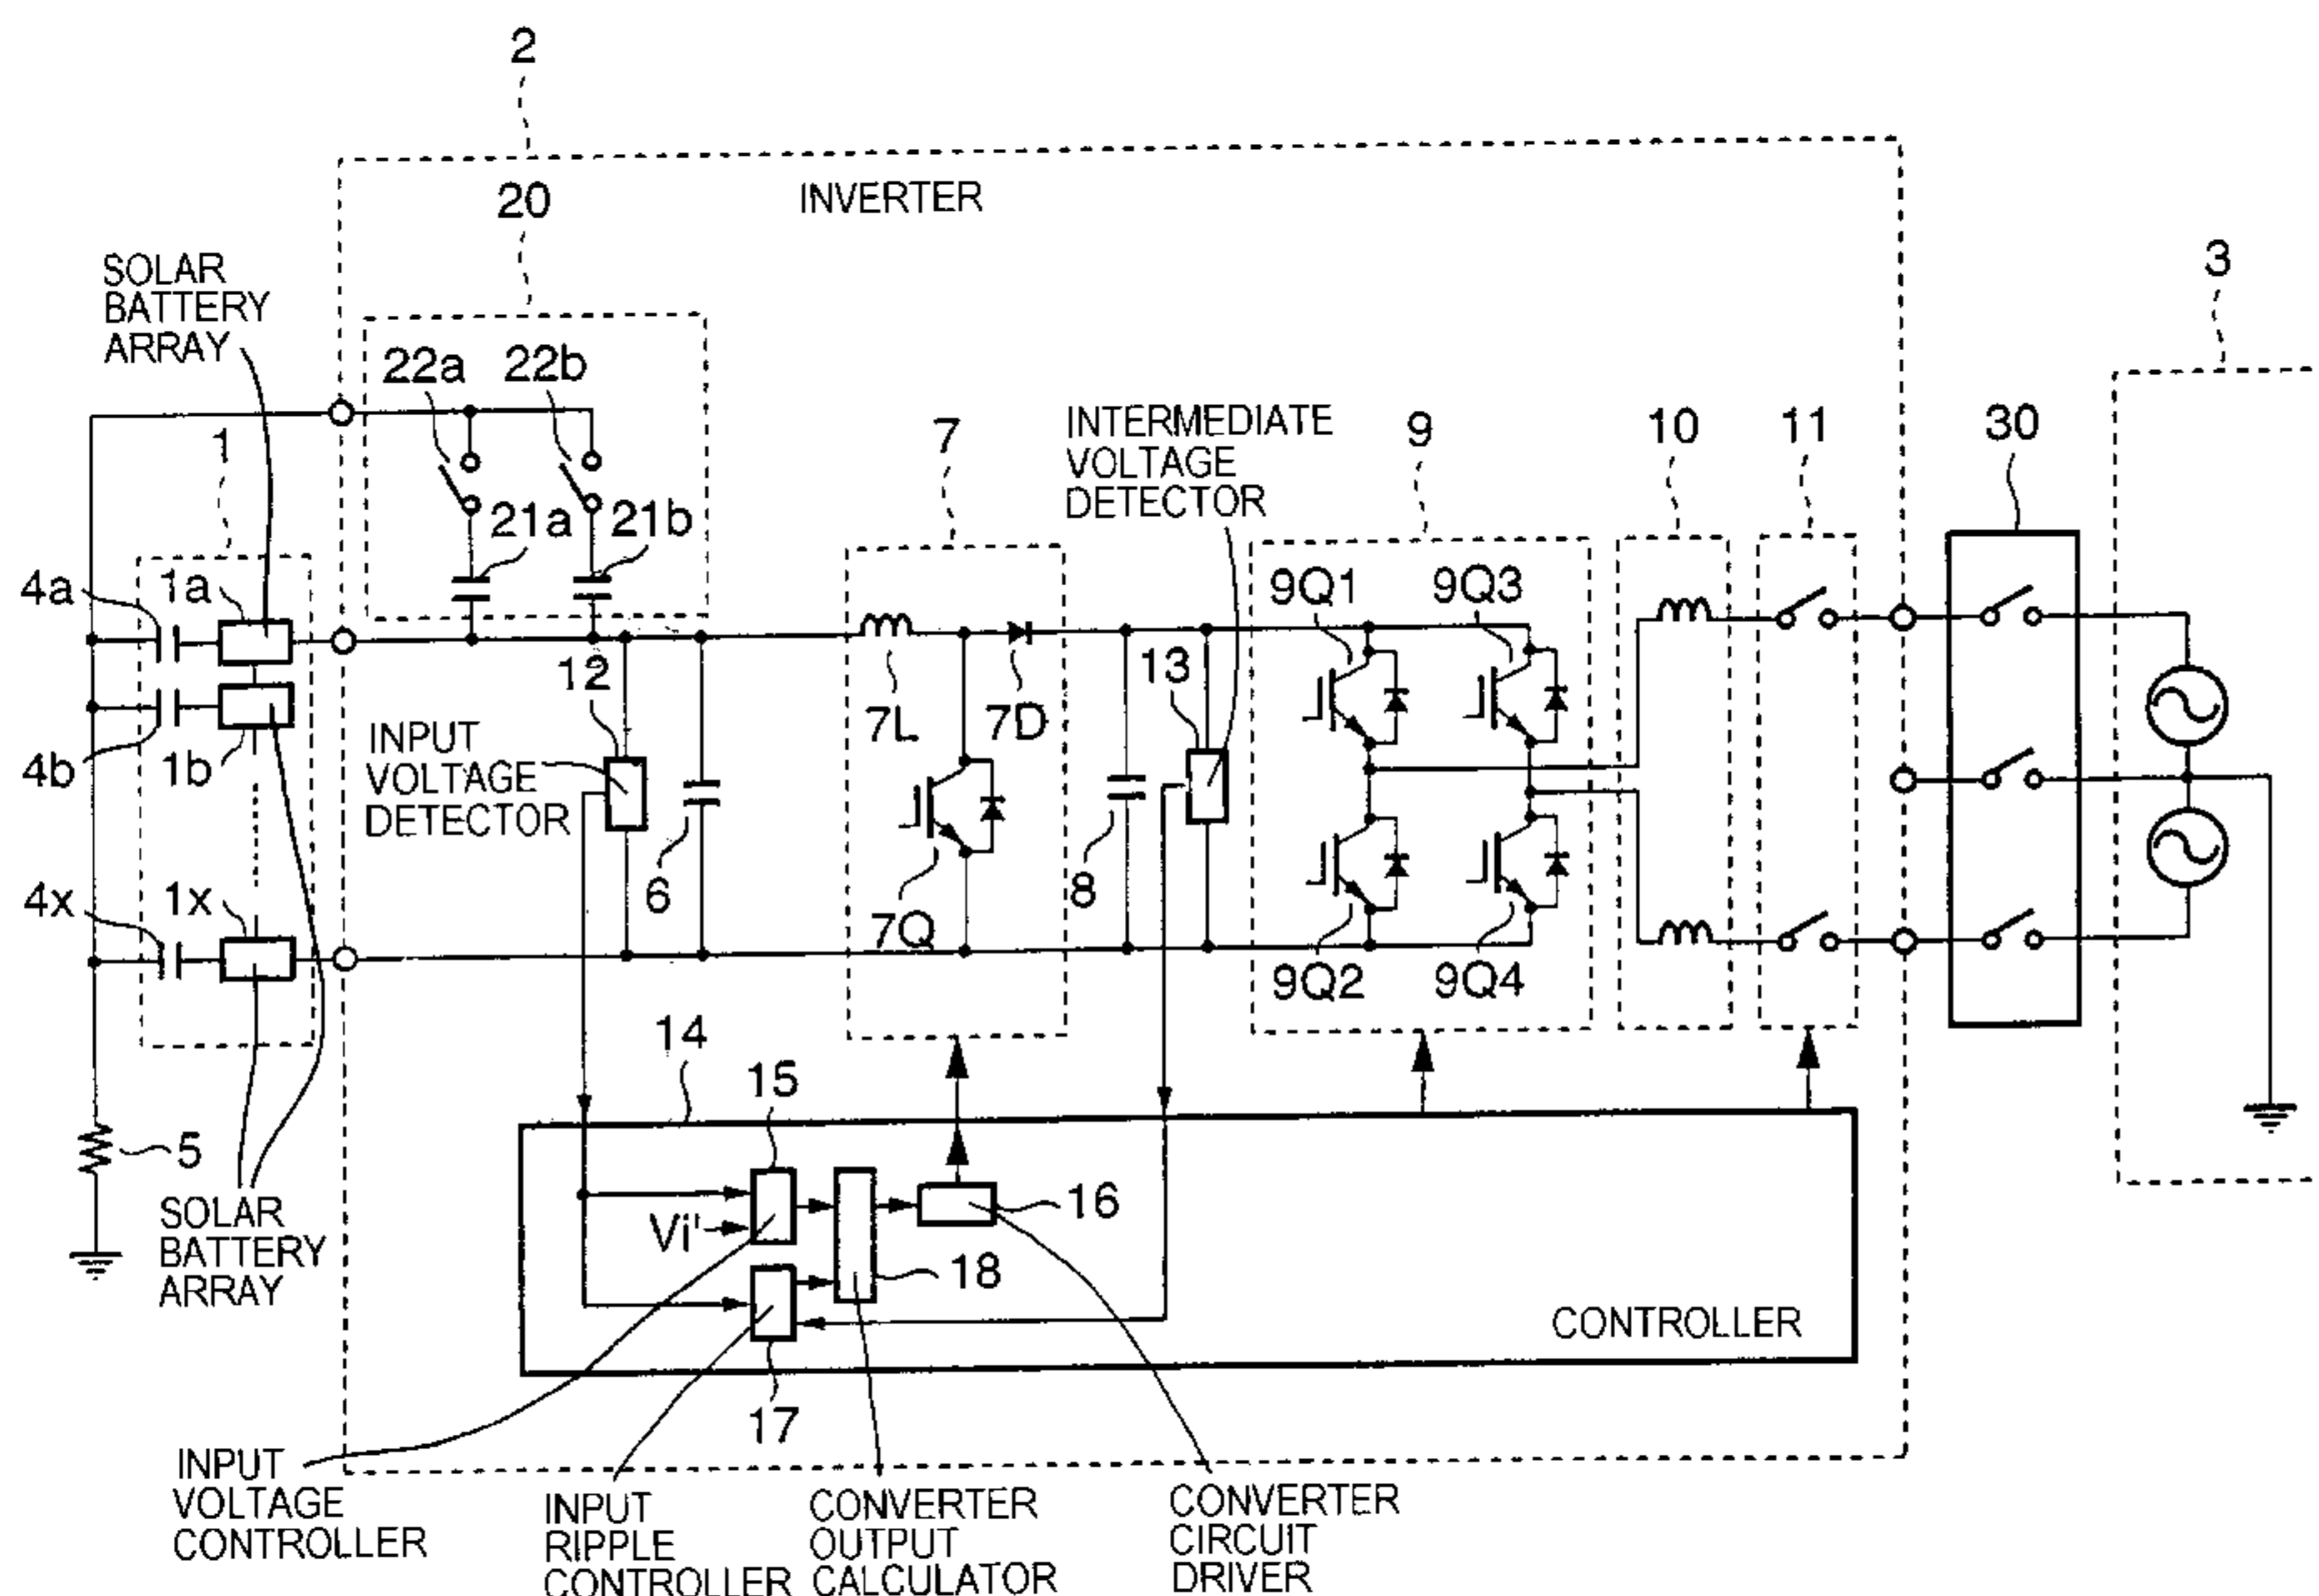 2
INVERTER
20
3
SOLAR
BATTERY
ARRAY
22a
22b
INTERMEDIATE
VOLTAGE
DETECTOR
7
9
10
11
30
1
21a
21b
4a
1a
9Q1
9Q3
12
13
7L
7D
4b
1b
INPUT
VOLTAGE
DETECTOR
6
8
4x
1x
7Q
9Q2
9Q4
14
15
5
16
Vi'
18
SOLAR
BATTERY
ARRAY
CONTROLLER
17
INPUT
VOLTAGE
CONTROLLER
INPUT
RIPPLE
CONTROLLER
CONVERTER
OUTPUT
CALCULATOR
CONVERTER
CIRCUIT
DRIVER